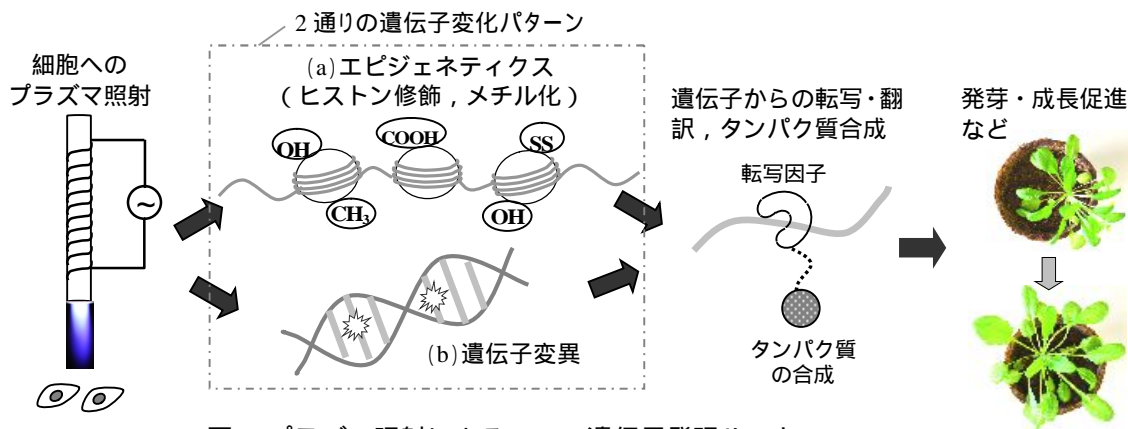 2 通りの遺伝子変化パターン
細胞への
プラズマ照射
(a)エピジェネティクス
(ヒストン修飾,メチル化)
OH
COOH
SS
CH₃
OH
(b)遺伝子変異
遺伝子からの転写・翻
訳,タンパク質合成
転写因子
タンパク質
の合成
発芽・成長促進
など
~